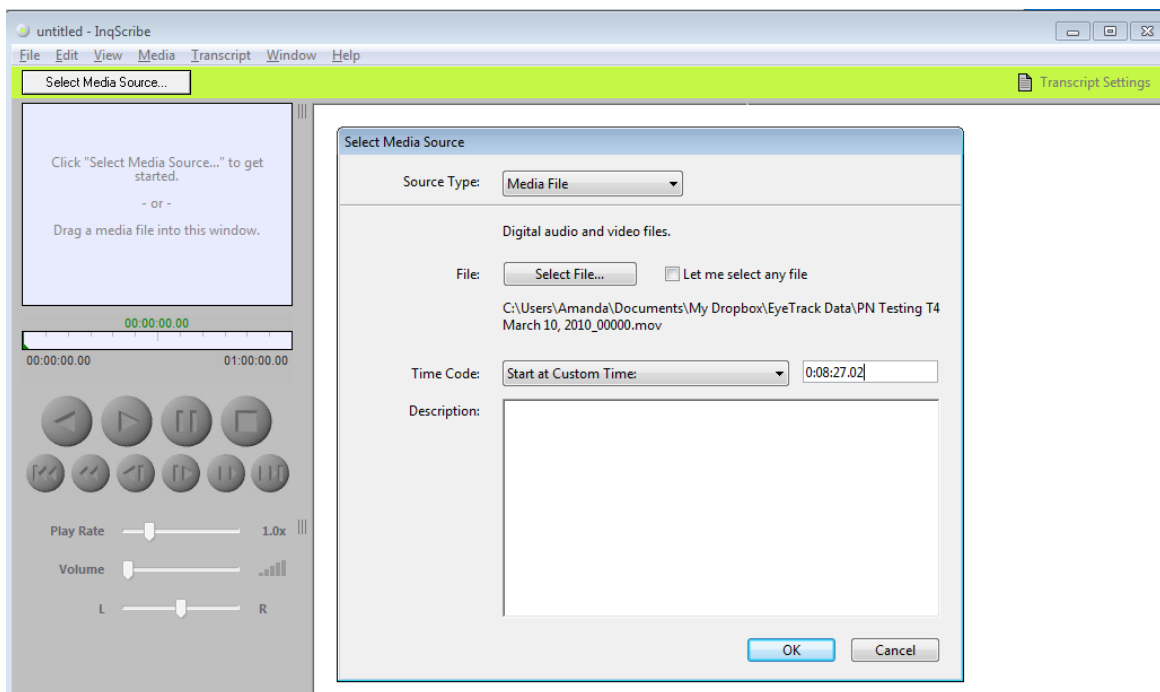 untitled - InqScribe
File Edit View Media Transcript Window Help
Select Media Source...
Transcript Settings
Click "Select Media Source..." to get
started.
- or -
Drag a media file into this window.
00:00:00.00
00:00:00.00 01:00:00.00
Play Rate 1.0x
Volume
L R
Select Media Source
Source Type: Media File
Digital audio and video files.
File: Select File... Let me select any file
C:\Users\Amanda\Documents\My Dropbox\EyeTrack Data\PN Testing T4
March 10, 2010_00000.mov
Time Code: Start at Custom Time: 0:08:27.02
Description:
OK Cancel